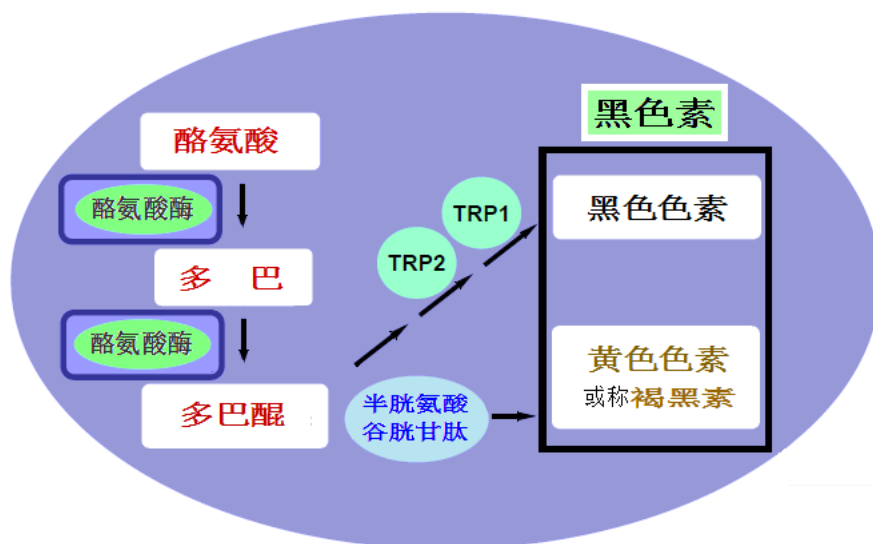 黑色素
酪氨酸
酪氨酸酶
TRP1
黑色色素
TRP2
多 巴
酪氨酸酶
黄色色素
或称褐黑素
多巴醌
半胱氨酸
谷胱甘肽